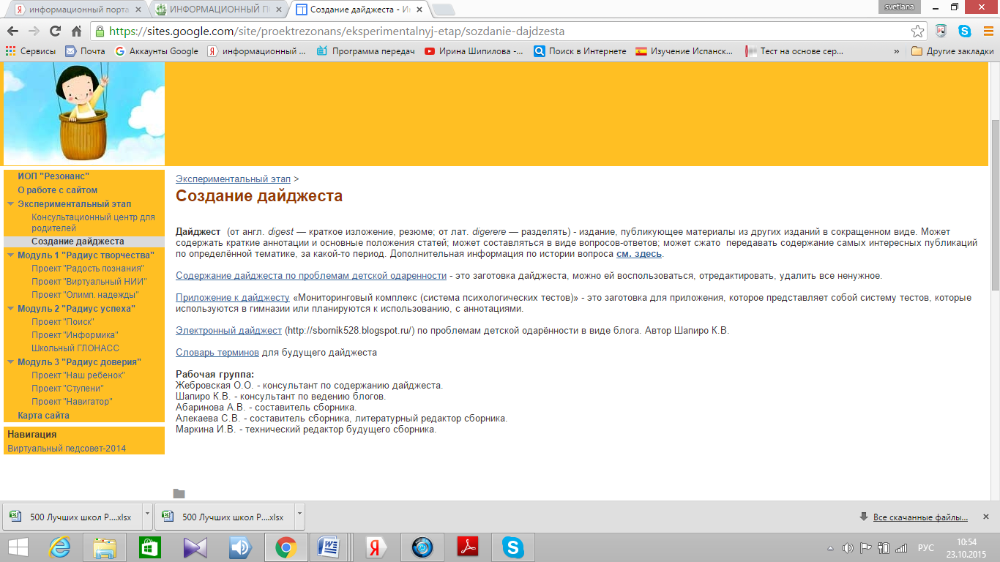 информационный порта
ИНФОРМАЦИОННЫЙ П
Создание дайджеста - Ин
svetlana
https://sites.google.com/site/proektrezonans/eksperimentalnyj-etap/sozdanie-dajdzesta
Сервисы Почта Аккаунты Google информационный ... Программа передач Ирина Шипилова -... Поиск в Интернете Изучение Испанск... Тест на основе сер... » Другие закладки
ИОП "Резонанс"
О работе с сайтом
Экспериментальный этап
Консультационный центр для
родителей
Создание дайджеста
Модуль 1 "Радиус творчества"
Проект "Радость познания"
Проект "Виртуальный НИИ"
Проект "Олимп. надежды"
Модуль 2 "Радиус успеха"
Проект "Поиск"
Проект "Информика"
Школьный ГЛОНАСС
Модуль 3 "Радиус доверия"
Проект "Наш ребенок"
Проект "Ступени"
Проект "Навигатор"
Карта сайта
Навигация
Виртуальный педсовет-2014
Экспериментальный этап >
Создание дайджеста
Дайджест (от англ. digest — краткое изложение, резюме; от лат. digerere — разделять) - издание, публикующее материалы из других изданий в сокращенном виде. Может
содержать краткие аннотации и основные положения статей; может составляться в виде вопросов-ответов; может сжато передавать содержание самых интересных публикаций
по определённой тематике, за какой-то период. Дополнительная информация по истории вопроса см. здесь.
Содержание дайджеста по проблемам детской одаренности - это заготовка дайджеста, можно ей воспользоваться, отредактировать, удалить все ненужное.
Приложение к дайджесту «Мониторинговый комплекс (система психологических тестов)» - это заготовка для приложения, которое представляет собой систему тестов, которые
используются в гимназии или планируются к использованию, с аннотациями.
Электронный дайджест (http://sbornik528.blogspot.ru/) по проблемам детской одарённости в виде блога. Автор Шапиро К.В.
Словарь терминов для будущего дайджеста
Рабочая группа:
Жебровская О.О. - консультант по содержанию дайджеста.
Шапиро К.В. - консультант по ведению блогов.
Абаринова А.В. - составитель сборника.
Алекаева С.В. - составитель сборника, литературный редактор сборника.
Маркина И.В. - технический редактор будущего сборника.
500 Лучших школ Р....xlsx
500 Лучших школ Р....xlsx
Все скачанные файлы...
РУС
10:54
23.10.2015